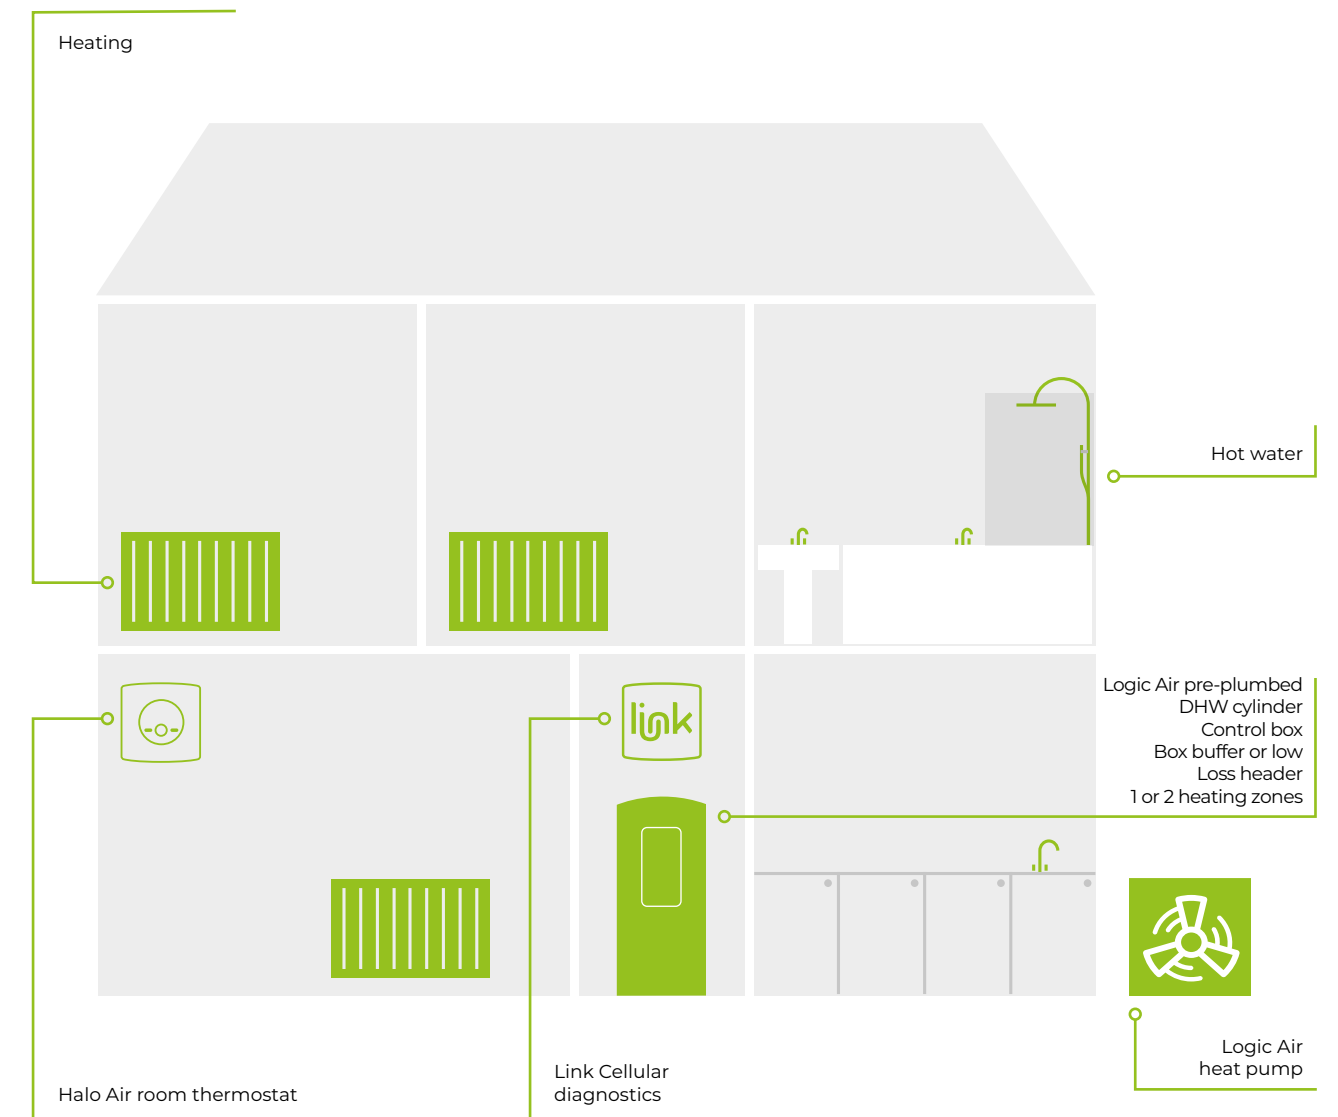 Heating
Hot water
Logic Air pre-plumbed
DHW cylinder
Control box
Box buffer or low
Loss header
1 or 2 heating zones
link
Logic Air
heat pump
Link Cellular
diagnostics
Halo Air room thermostat